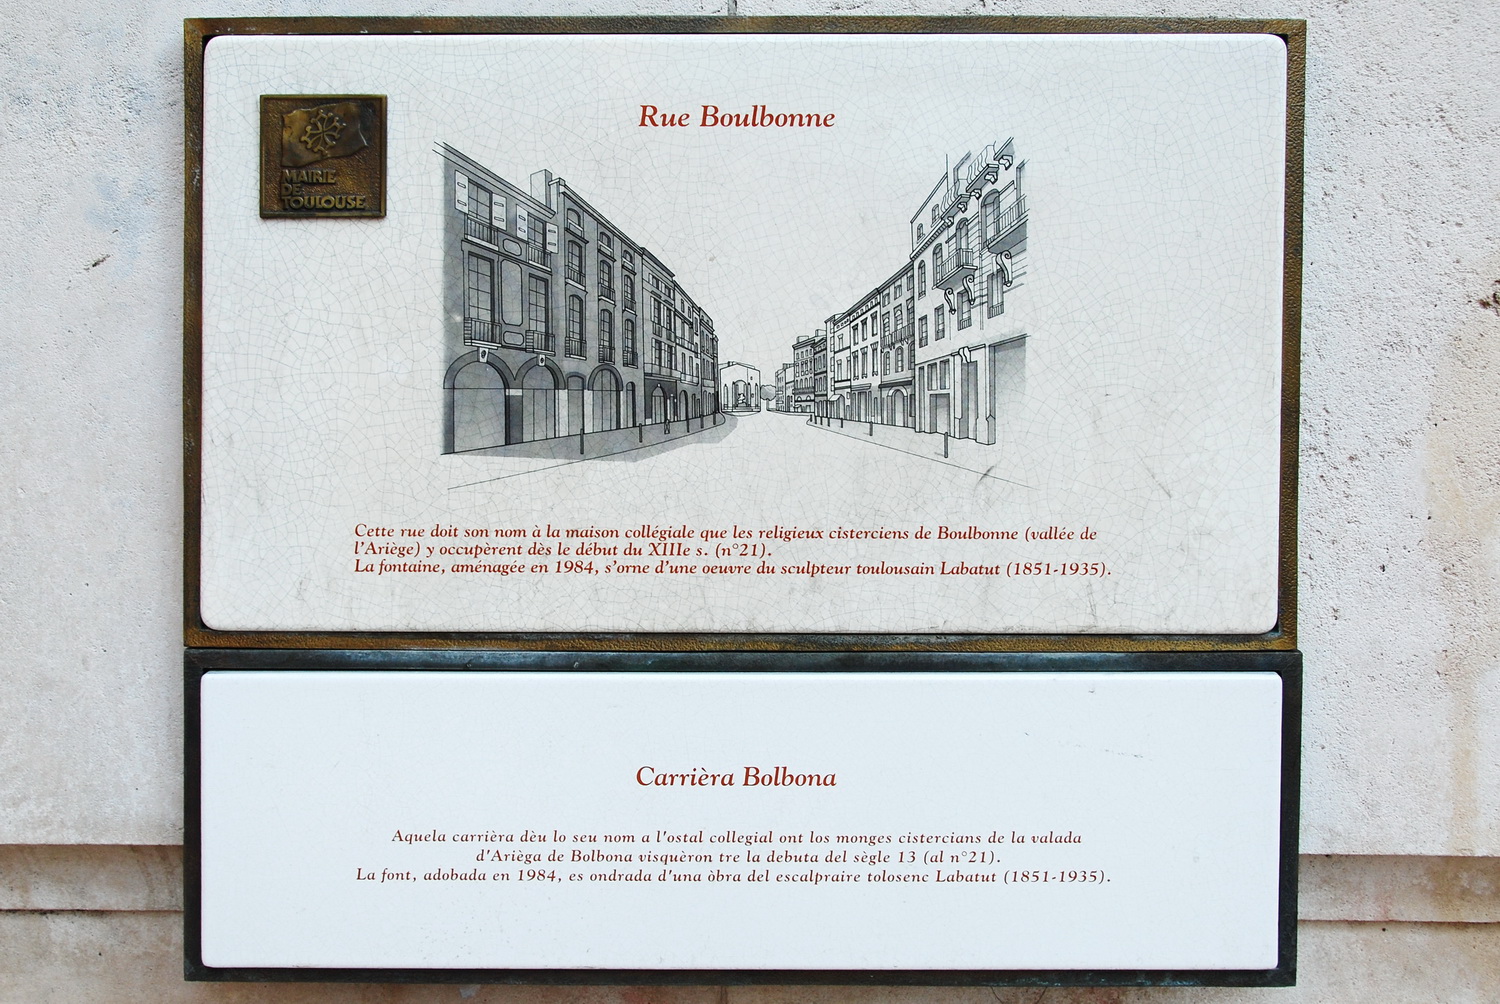 Rue Boulbonne
MAIRIE
DE
TOULOUSE
Cette rue doit son nom à la maison collégiale que les religieux cisterciens de Boulbonne (vallée de
l'Ariège) y occupèrent dès le début du XIIIe s. (n°21).
La fontaine, aménagée en 1984, s'orne d'une oeuvre du sculpteur toulousain Labatut (1851-1935).
Carrièra Bolbona
Aquela carrièra dèu lo seu nom a l'ostal collegial ont los monges cistercians de la valada
d'Arièga de Bolbona visquèron tre la debuta del sègle 13 (al n°21).
La font, adobada en 1984, es ondrada d'una òbra del escalpraire tolosenc Labatut (1851-1935).